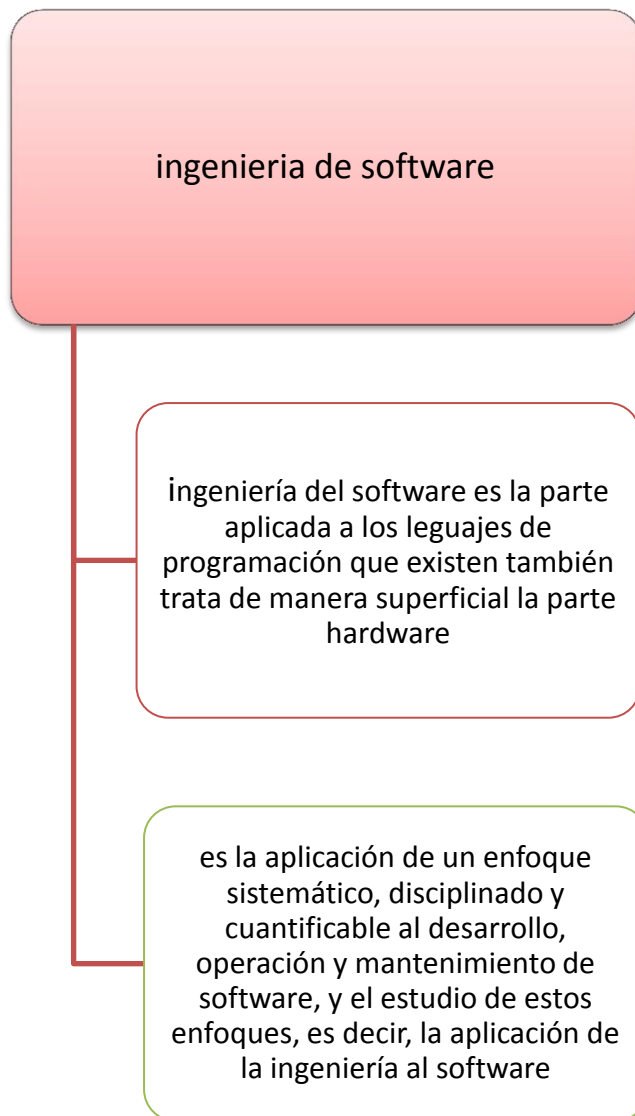 ingenieria de software
ingeniería del software es la parte
aplicada a los leguajes de
programación que existen también
trata de manera superficial la parte
hardware
es la aplicación de un enfoque
sistemático, disciplinado y
cuantificable al desarrollo,
operación y mantenimiento de
software, y el estudio de estos
enfoques, es decir, la aplicación de
la ingeniería al software